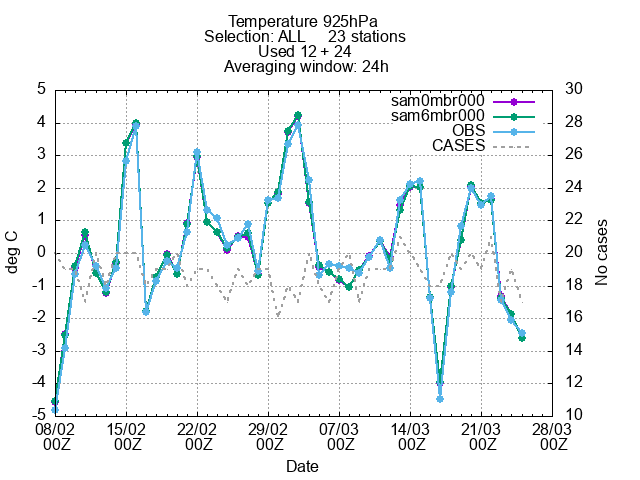 Temperature 925hPa
Selection: ALL 23 stations
Used 12 + 24
Averaging window: 24h
sam0mbr000
sam6mbr000
OBS
CASES
5
4
3
2
1
0
-1
-2
-3
-4
-5
deg C
30
28
26
24
22
20
18
16
14
12
10
No cases
08/02 15/02 22/02 29/02 07/03 14/03 21/03 28/03
00Z 00Z 00Z 00Z 00Z 00Z 00Z 00Z
Date